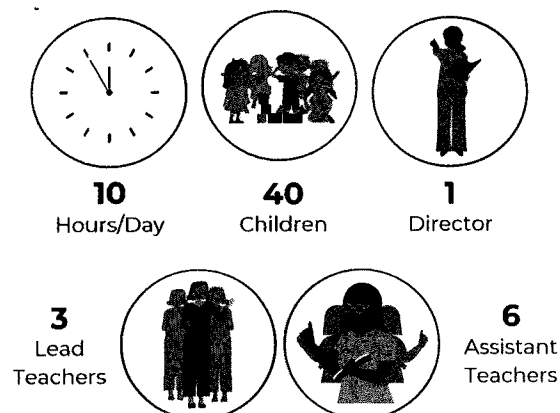 10
Hours/Day
40
Children
1
Director
3
Lead
Teachers
6
Assistant
Teachers